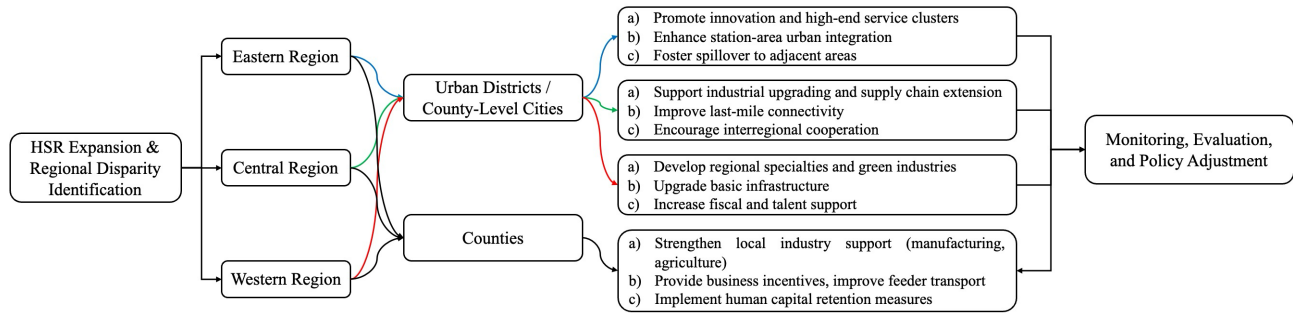 HSR Expansion &
Regional Disparity
Identification
Eastern Region
Central Region
Western Region
Urban Districts /
County-Level Cities
Counties
a) Promote innovation and high-end service clusters
b) Enhance station-area urban integration
c) Foster spillover to adjacent areas
a) Support industrial upgrading and supply chain extension
b) Improve last-mile connectivity
c) Encourage interregional cooperation
a) Develop regional specialties and green industries
b) Upgrade basic infrastructure
c) Increase fiscal and talent support
a) Strengthen local industry support (manufacturing,
agriculture)
b) Provide business incentives, improve feeder transport
c) Implement human capital retention measures
Monitoring, Evaluation,
and Policy Adjustment